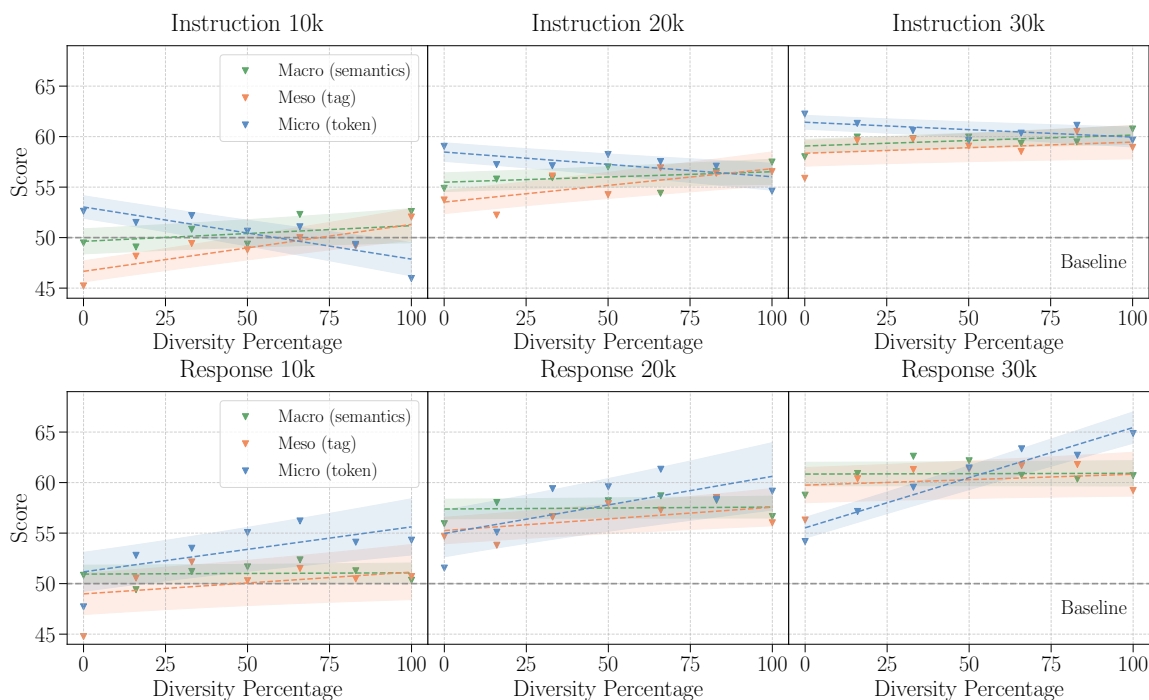 Instruction 10k
Instruction 20k
Instruction 30k
Score
65
60
55
50
45
Macro (semantics)
Meso (tag)
Micro (token)
Baseline
0 25 50 75 100
0 25 50 75 100
0 25 50 75 100
Diversity Percentage
Diversity Percentage
Diversity Percentage
Response 10k
Response 20k
Response 30k
Score
65
60
55
50
45
Macro (semantics)
Meso (tag)
Micro (token)
Baseline
0 25 50 75 100
0 25 50 75 100
0 25 50 75 100
Diversity Percentage
Diversity Percentage
Diversity Percentage